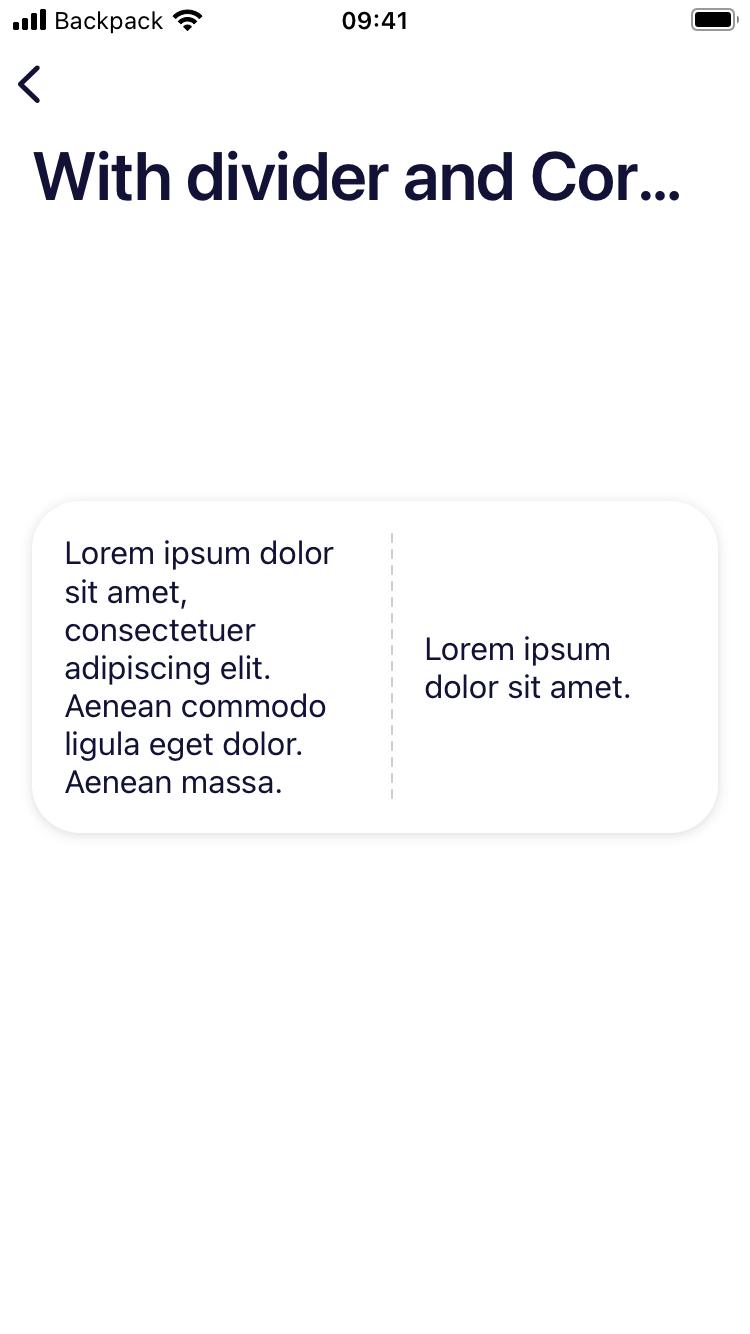 Backpack
09:41
With divider and Cor...
Lorem ipsum dolor
sit amet,
consectetuer
adipiscing elit.
Aenean commodo
ligula eget dolor.
Aenean massa.
Lorem ipsum
dolor sit amet.